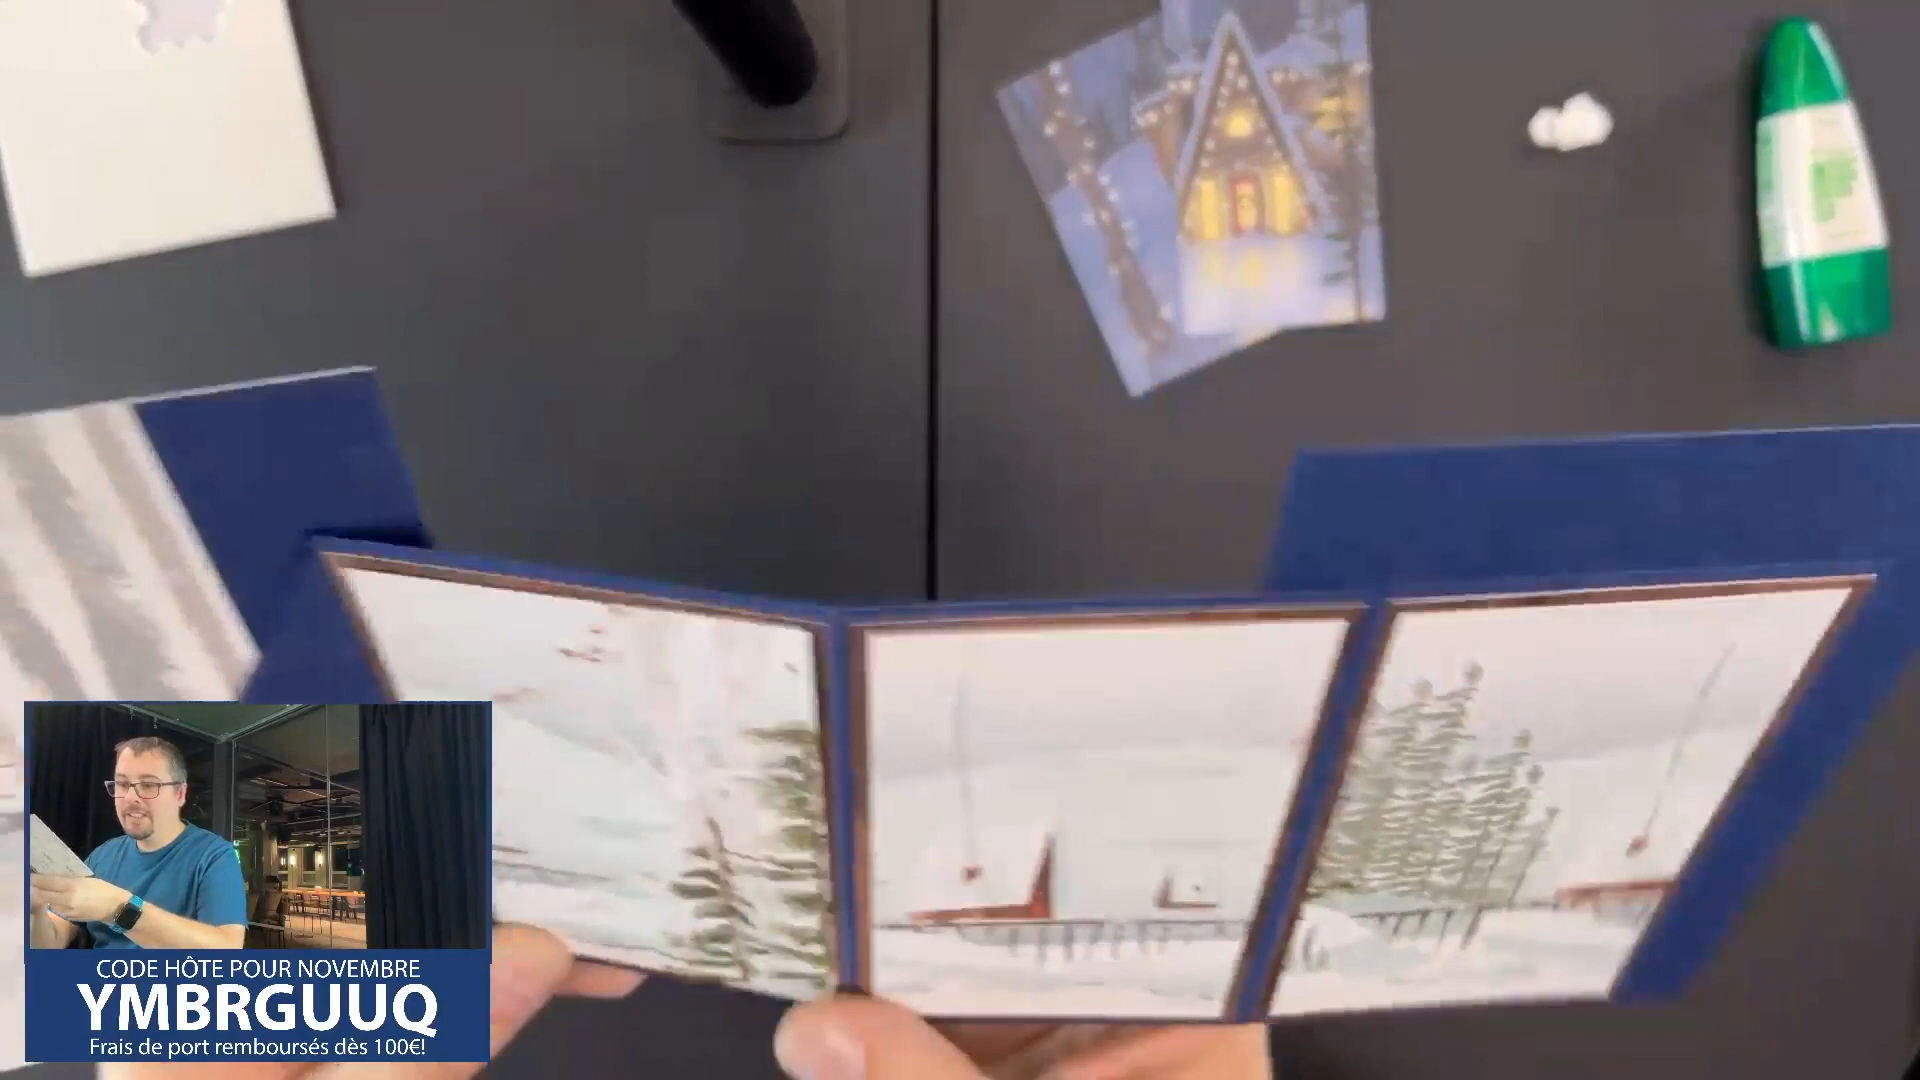 CODE HÔTE POUR NOVEMBRE
YMBRGUUQ
Frais de port remboursés dès 100€!